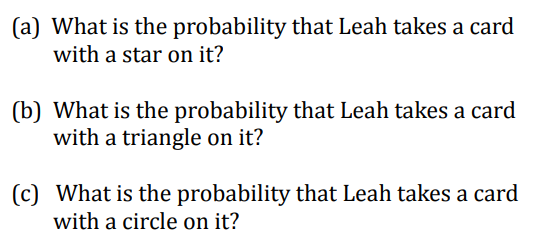 (a) What is the probability that Leah takes a card
with a star on it?
(b) What is the probability that Leah takes a card
with a triangle on it?
(c) What is the probability that Leah takes a card
with a circle on it?